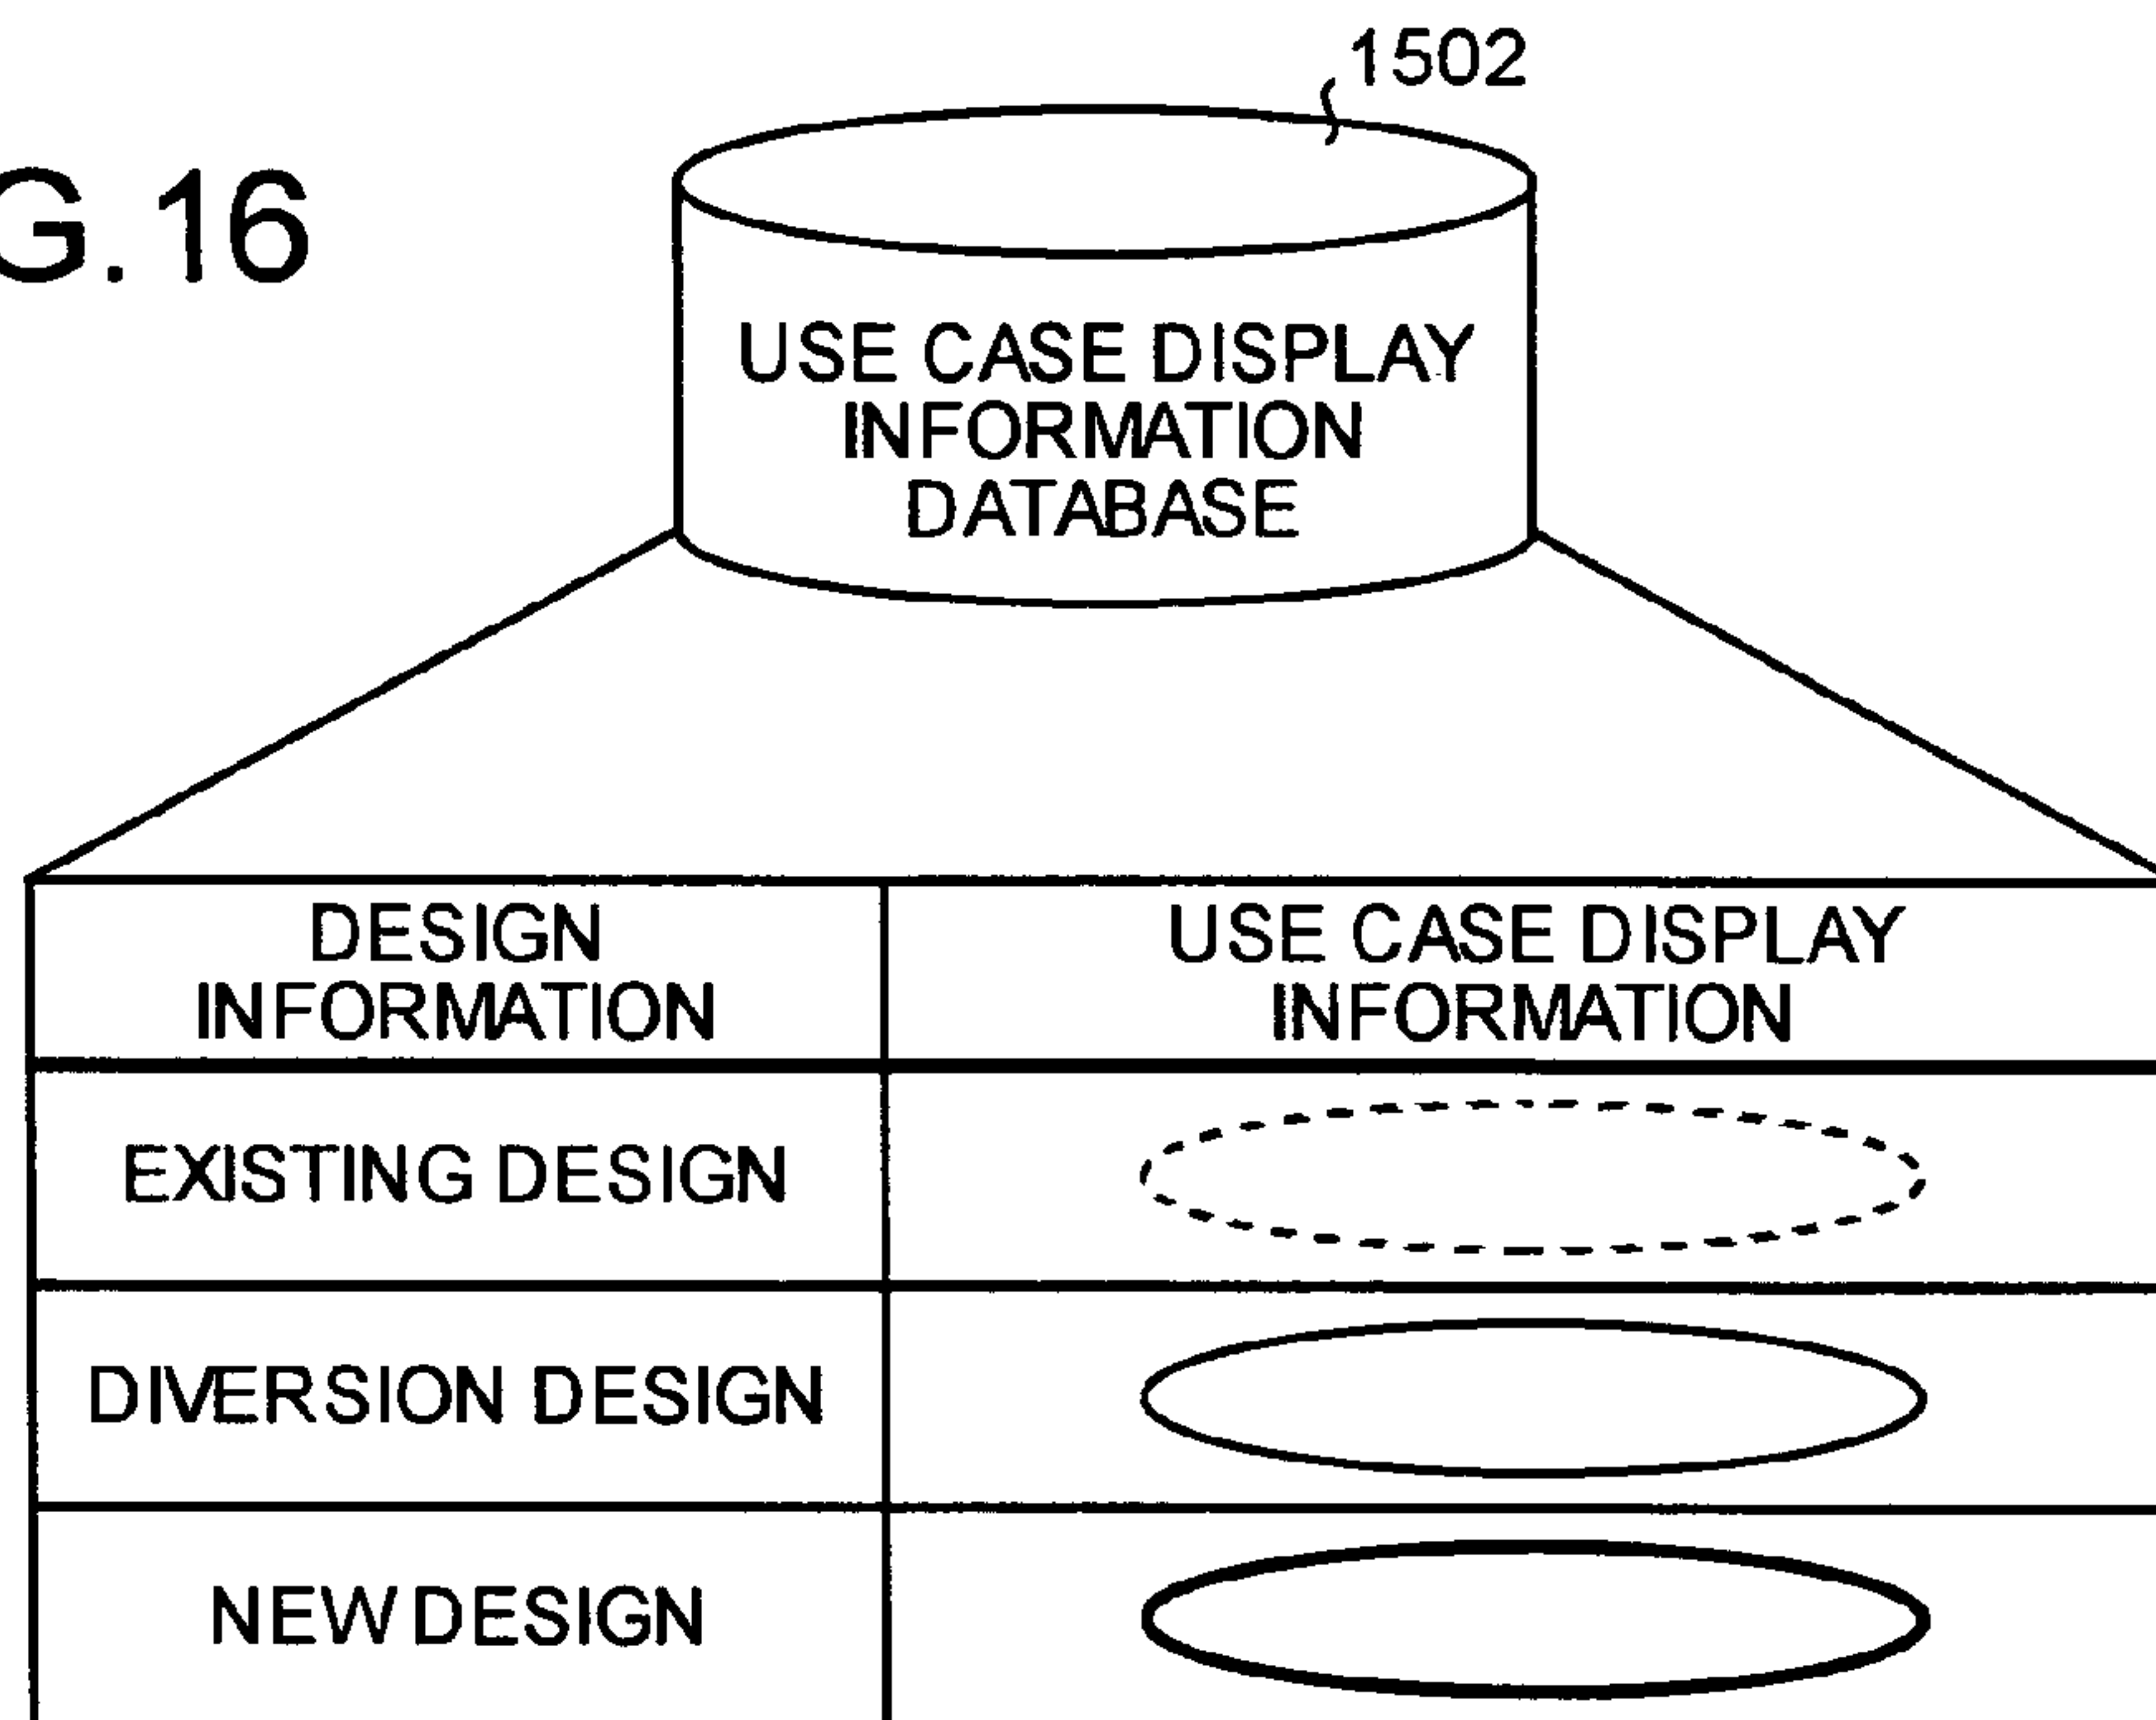 1502
G.16
USE CASE DISPLAY
INFORMATION
DATABASE
DESIGN
INFORMATION
USE CASE DISPLAY
INFORMATION
EXISTING DESIGN
DIVERSION DESIGN
NEW DESIGN